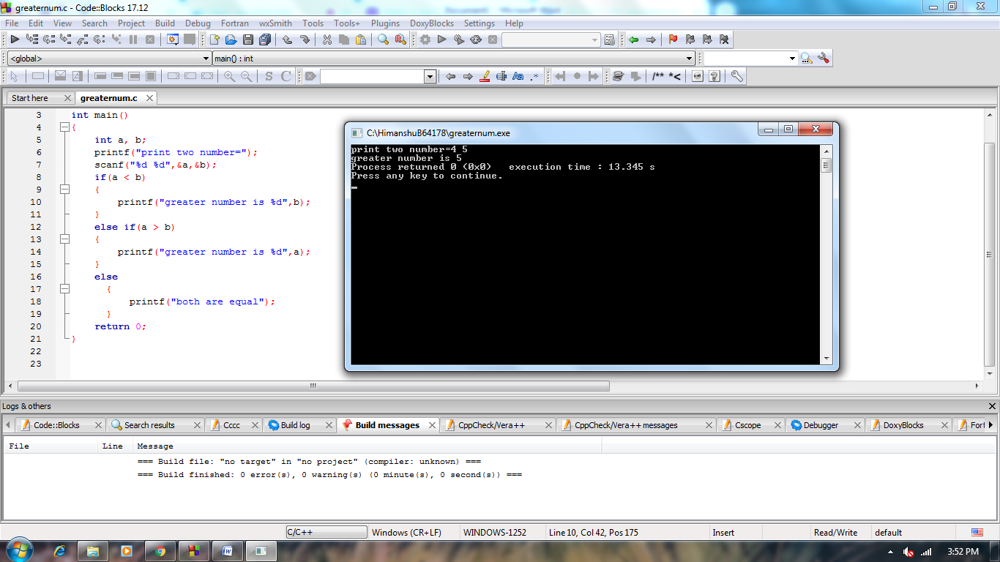 greaternum.c - Code::Blocks 17.12
File Edit View Search Project Build Debug Fortran wxSmith Tools Tools+ Plugins DoxyBlocks Settings Help
<global> main() : int
S C Aa .* /** *<
Start here greaternum.c
3 int main()
4 {
5 int a, b;
6 printf("print two number=");
7 scanf("%d %d",&a,&b);
8 if(a < b)
9 {
10 printf("greater number is %d",b);
11 }
12 else if(a > b)
13 {
14 printf("greater number is %d",a);
15 }
16 else
17 {
18 printf("both are equal");
19 }
20 return 0;
21 }
22
23
C:\HimanshuB64178\greaternum.exe
print two number=4 5
greater number is 5
Process returned 0 (0x0) execution time : 13.345 s
Press any key to continue.
Logs & others
Code::Blocks Search results Cccc Build log Build messages CppCheck/Vera++ CppCheck/Vera++ messages Cscope Debugger DoxyBlocks Fort
File Line Message
=== Build file: "no target" in "no project" (compiler: unknown) ===
=== Build finished: 0 error(s), 0 warning(s) (0 minute(s), 0 second(s)) ===
C/C++ Windows (CR+LF) WINDOWS-1252 Line 10, Col 42, Pos 175 Insert Read/Write default
3:52 PM